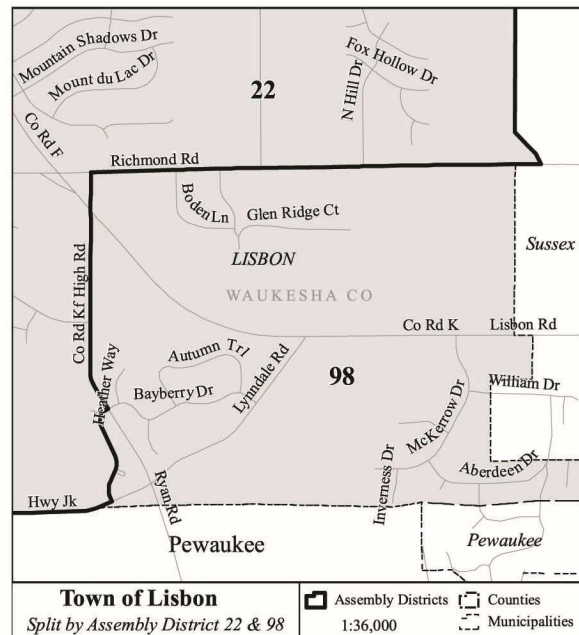 Mountain Shadows Dr
Mount du Lac Dr
Fox Hollow Dr
N Hill Dr
22
Co Rd F
Richmond Rd
Boden Ln
Glen Ridge Ct
LISBON
Sussex
WAUKESHA CO
Co Rd Kf High Rd
Co Rd K
Lisbon Rd
Heather Way
Autumn Trl
Lynndale Rd
98
Bayberry Dr
William Dr
McKerrow Dr
Aberdeen Dr
Inverness Dr
Hwy Jk
Ryan Rd
Pewaukee
Pewaukee
Town of Lisbon
Split by Assembly District 22 & 98
Assembly Districts
Counties
1:36,000
Municipalities